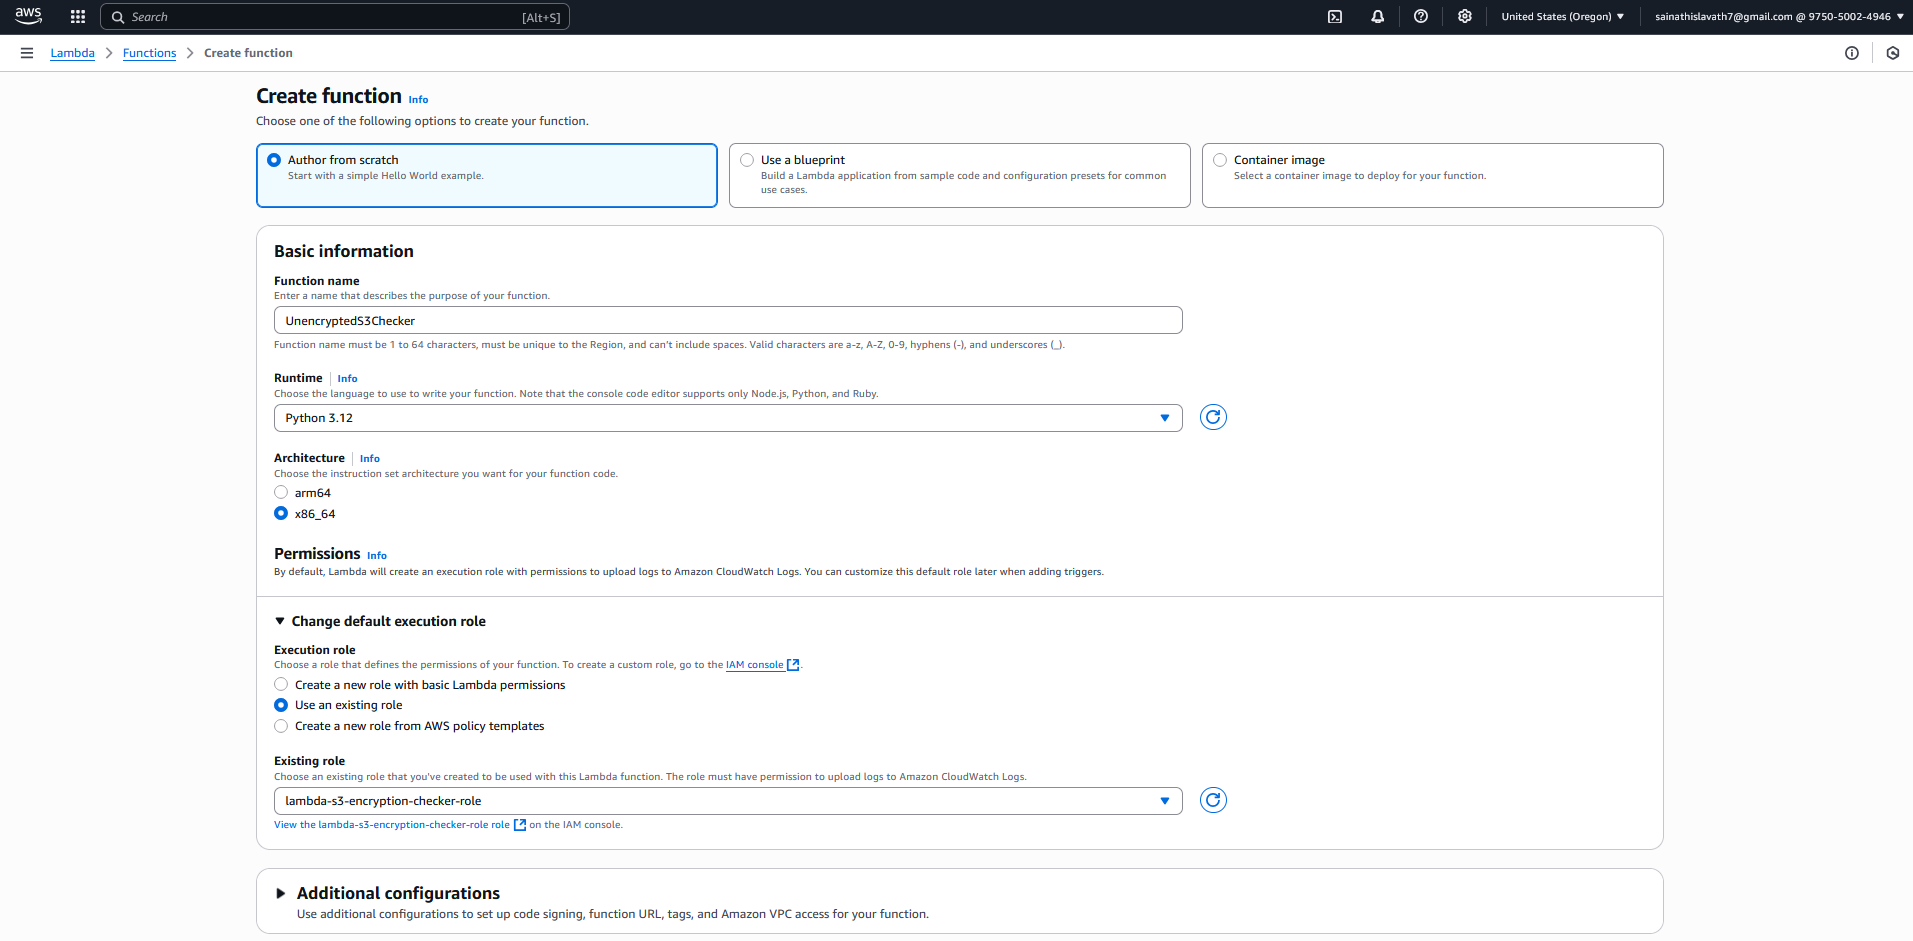 aws
Search [Alt+S]
United States (Oregon)
sainathislavath7@gmail.com @ 9750-5002-4946
Lambda > Functions > Create function
Create function Info
Choose one of the following options to create your function.
Author from scratch
Start with a simple Hello World example.
Use a blueprint
Build a Lambda application from sample code and configuration presets for common
use cases.
Container image
Select a container image to deploy for your function.
Basic information
Function name
Enter a name that describes the purpose of your function.
UnencryptedS3Checker
Function name must be 1 to 64 characters, must be unique to the Region, and can't include spaces. Valid characters are a-z, A-Z, 0-9, hyphens (-), and underscores (_).
Runtime Info
Choose the language to use to write your function. Note that the console code editor supports only Node.js, Python, and Ruby.
Python 3.12
Architecture Info
Choose the instruction set architecture you want for your function code.
arm64
x86_64
Permissions Info
By default, Lambda will create an execution role with permissions to upload logs to Amazon CloudWatch Logs. You can customize this default role later when adding triggers.
Change default execution role
Execution role
Choose a role that defines the permissions of your function. To create a custom role, go to the IAM console.
Create a new role with basic Lambda permissions
Use an existing role
Create a new role from AWS policy templates
Existing role
Choose an existing role that you've created to be used with this Lambda function. The role must have permission to upload logs to Amazon CloudWatch Logs.
lambda-s3-encryption-checker-role
View the lambda-s3-encryption-checker-role role on the IAM console.
Additional configurations
Use additional configurations to set up code signing, function URL, tags, and Amazon VPC access for your function.